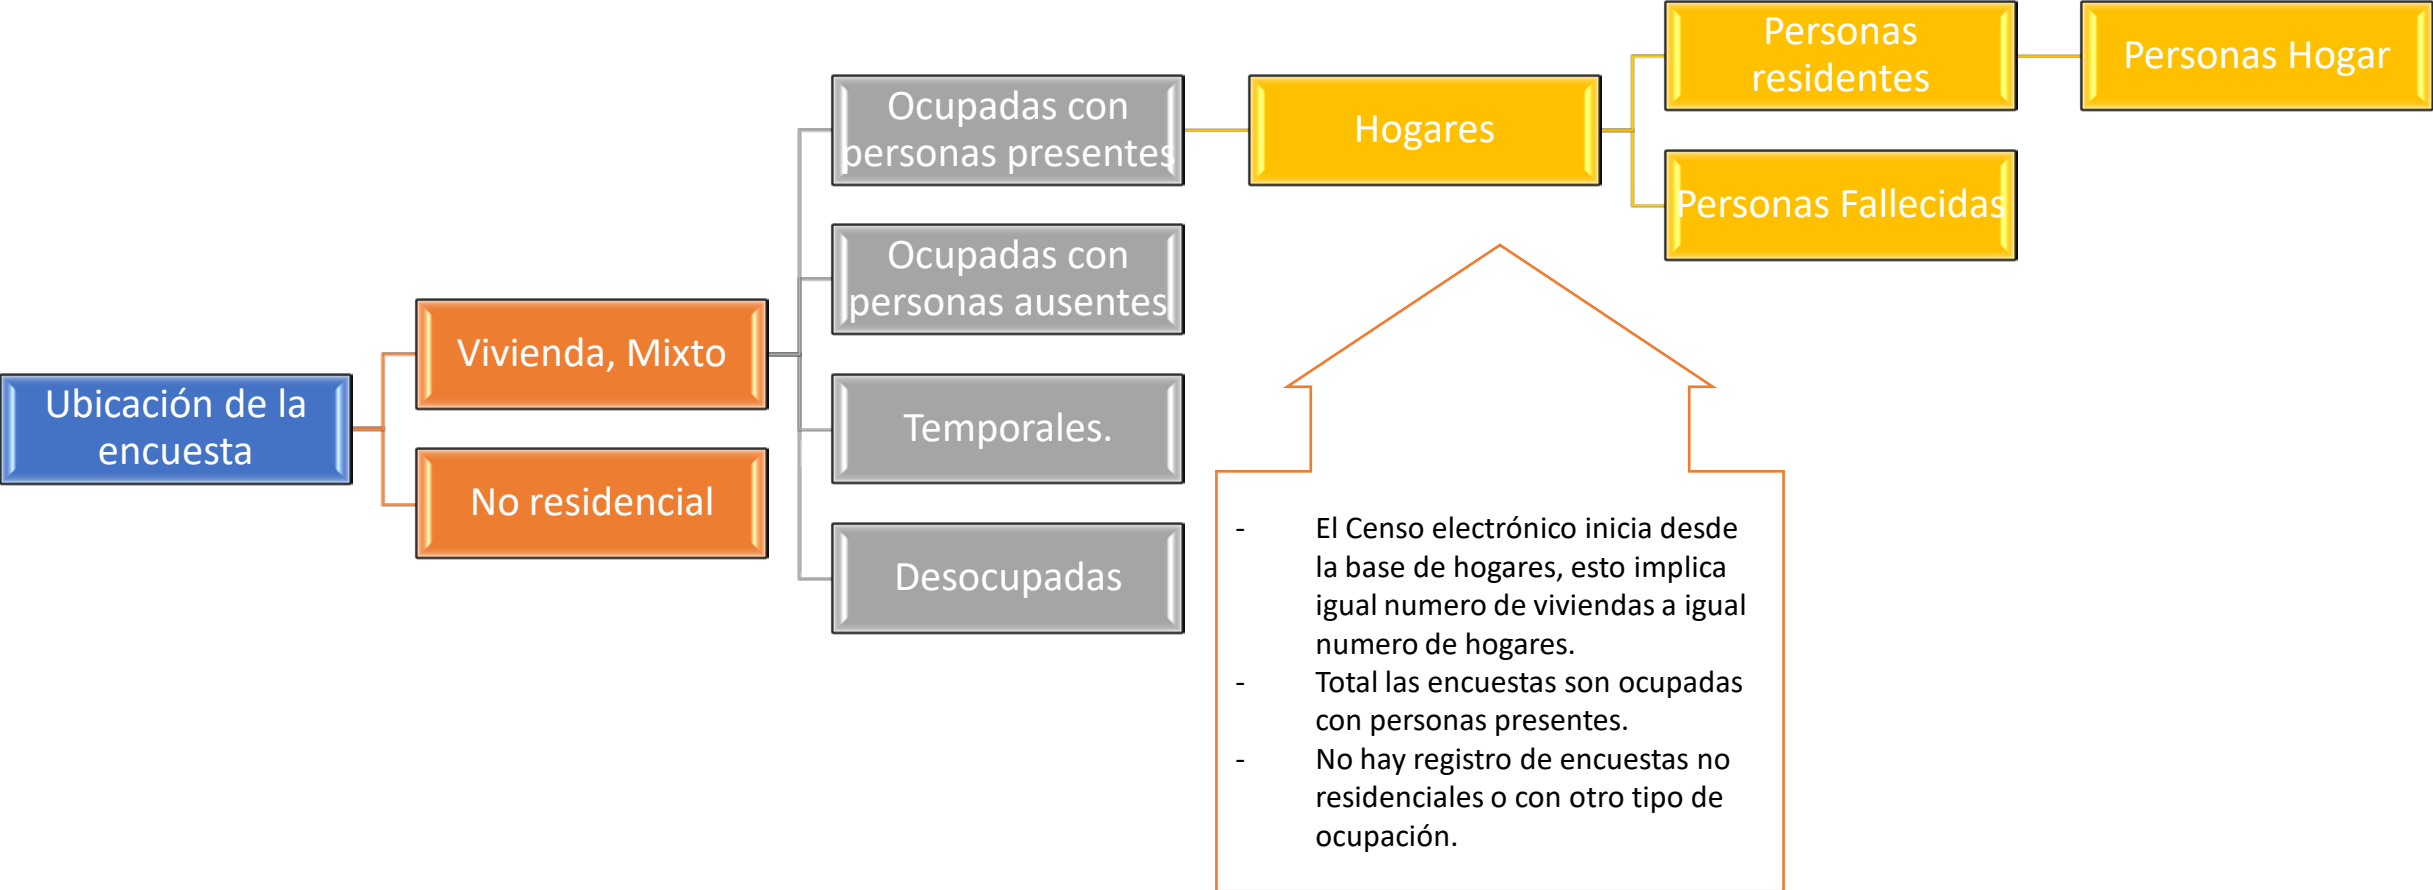 Ubicación de la
encuesta
Vivienda, Mixto
No residencial
Ocupadas con
personas presentes
Ocupadas con
personas ausentes
Temporales.
Desocupadas
Hogares
Personas
residentes
Personas Fallecidas
Personas Hogar
- El Censo electrónico inicia desde
la base de hogares, esto implica
igual numero de viviendas a igual
numero de hogares.
- Total las encuestas son ocupadas
con personas presentes.
- No hay registro de encuestas no
residenciales o con otro tipo de
ocupación.